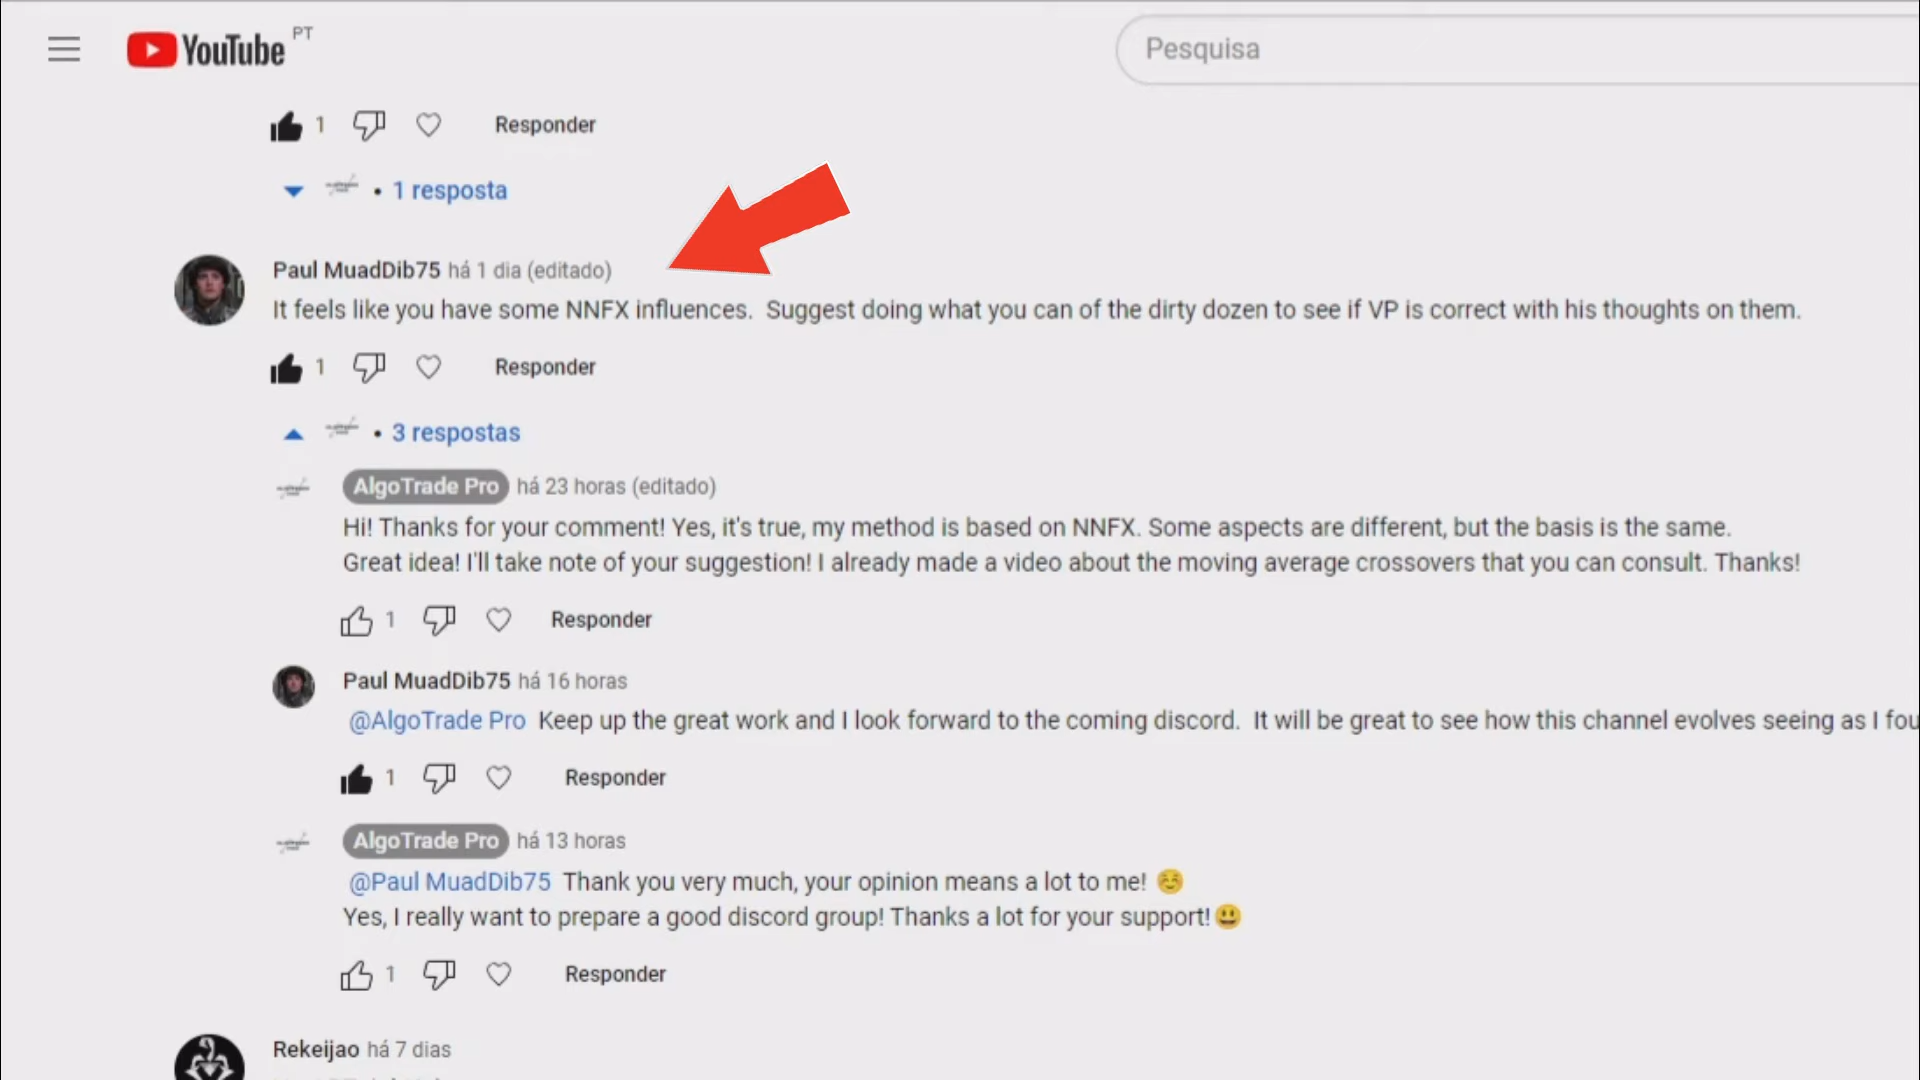 YouTube PT
Pesquisa
1 Responder
• 1 resposta
Paul MuadDib75 há 1 dia (editado)
It feels like you have some NNFX influences. Suggest doing what you can of the dirty dozen to see if VP is correct with his thoughts on them.
1 Responder
• 3 respostas
AlgoTrade Pro há 23 horas (editado)
Hi! Thanks for your comment! Yes, it's true, my method is based on NNFX. Some aspects are different, but the basis is the same.
Great idea! I'll take note of your suggestion! I already made a video about the moving average crossovers that you can consult. Thanks!
1 Responder
Paul MuadDib75 há 16 horas
@AlgoTrade Pro Keep up the great work and I look forward to the coming discord. It will be great to see how this channel evolves seeing as I fou
1 Responder
AlgoTrade Pro há 13 horas
@Paul MuadDib75 Thank you very much, your opinion means a lot to me! ☺️
Yes, I really want to prepare a good discord group! Thanks a lot for your support! 😃
1 Responder
Rekeijao há 7 dias